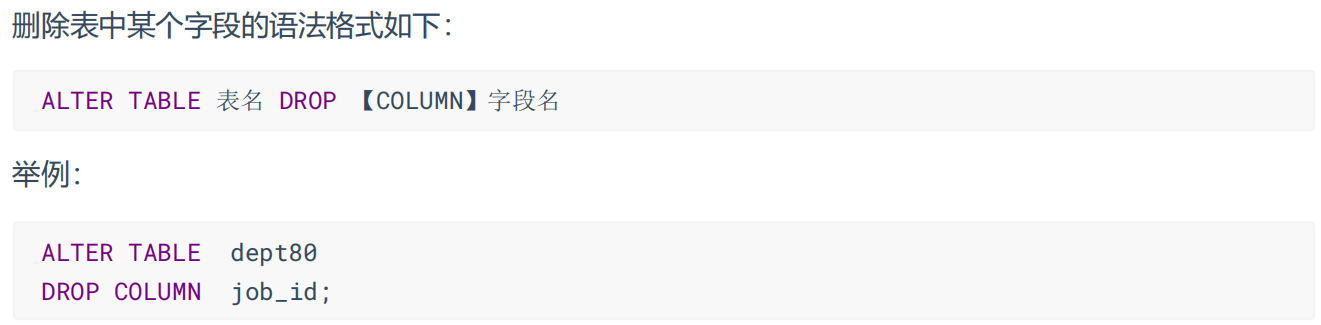 删除表中某个字段的语法格式如下：
ALTER TABLE 表名 DROP 【COLUMN】字段名
举例：
ALTER TABLE  dept80
DROP COLUMN  job_id;